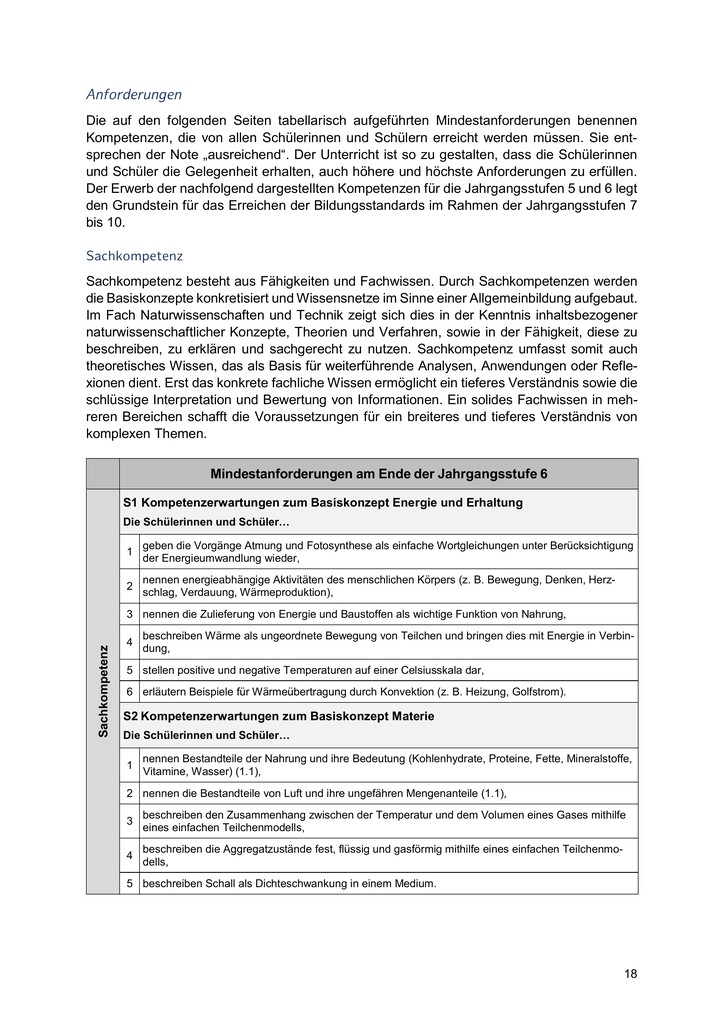 Anforderungen
Die auf den folgenden Seiten tabellarisch aufgeführten Mindestanforderungen benennen
Kompetenzen, die von allen Schülerinnen und Schülern erreicht werden müssen. Sie ent-
sprechen der Note „ausreichend“. Der Unterricht ist so zu gestalten, dass die Schülerinnen
und Schüler die Gelegenheit erhalten, auch höhere und höchste Anforderungen zu erfüllen.
Der Erwerb der nachfolgend dargestellten Kompetenzen für die Jahrgangsstufen 5 und 6 legt
den Grundstein für das Erreichen der Bildungsstandards im Rahmen der Jahrgangsstufen 7
bis 10.
Sachkompetenz
Sachkompetenz besteht aus Fähigkeiten und Fachwissen. Durch Sachkompetenzen werden
die Basiskonzepte konkretisiert und Wissensnetze im Sinne einer Allgemeinbildung aufgebaut.
Im Fach Naturwissenschaften und Technik zeigt sich dies in der Kenntnis inhaltsbezogener
naturwissenschaftlicher Konzepte, Theorien und Verfahren, sowie in der Fähigkeit, diese zu
beschreiben, zu erklären und sachgerecht zu nutzen. Sachkompetenz umfasst somit auch
theoretisches Wissen, das als Basis für weiterführende Analysen, Anwendungen oder Refle-
xionen dient. Erst das konkrete fachliche Wissen ermöglicht ein tieferes Verständnis sowie die
schlüssige Interpretation und Bewertung von Informationen. Ein solides Fachwissen in meh-
reren Bereichen schafft die Voraussetzungen für ein breiteres und tieferes Verständnis von
komplexen Themen.
Mindestanforderungen am Ende der Jahrgangsstufe 6
Sachkompetenz
S1 Kompetenzerwartungen zum Basiskonzept Energie und Erhaltung
Die Schülerinnen und Schüler…
1 geben die Vorgänge Atmung und Fotosynthese als einfache Wortgleichungen unter Berücksichtigung
der Energieumwandlung wieder,
2 nennen energieabhängige Aktivitäten des menschlichen Körpers (z. B. Bewegung, Denken, Herz-
schlag, Verdauung, Wärmeproduktion),
3 nennen die Zulieferung von Energie und Baustoffen als wichtige Funktion von Nahrung,
4 beschreiben Wärme als ungeordnete Bewegung von Teilchen und bringen dies mit Energie in Verbin-
dung,
5 stellen positive und negative Temperaturen auf einer Celsiusskala dar,
6 erläutern Beispiele für Wärmeübertragung durch Konvektion (z. B. Heizung, Golfstrom).
S2 Kompetenzerwartungen zum Basiskonzept Materie
Die Schülerinnen und Schüler…
1 nennen Bestandteile der Nahrung und ihre Bedeutung (Kohlenhydrate, Proteine, Fette, Mineralstoffe,
Vitamine, Wasser) (1.1),
2 nennen die Bestandteile von Luft und ihre ungefähren Mengenanteile (1.1),
3 beschreiben den Zusammenhang zwischen der Temperatur und dem Volumen eines Gases mithilfe
eines einfachen Teilchenmodells,
4 beschreiben die Aggregatzustände fest, flüssig und gasförmig mithilfe eines einfachen Teilchenmo-
dells,
5 beschreiben Schall als Dichteschwankung in einem Medium.
18